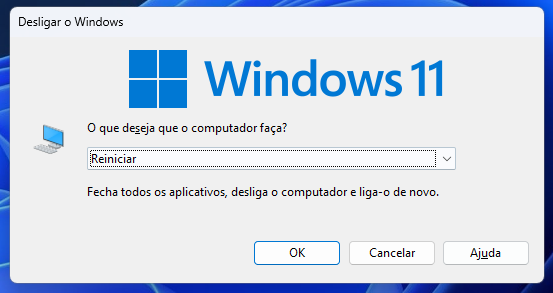 Desligar o Windows
Windows 11
O que deseja que o computador faça?
Reiniciar
Fecha todos os aplicativos, desliga o computador e liga-o de novo.
OK
Cancelar
Ajuda